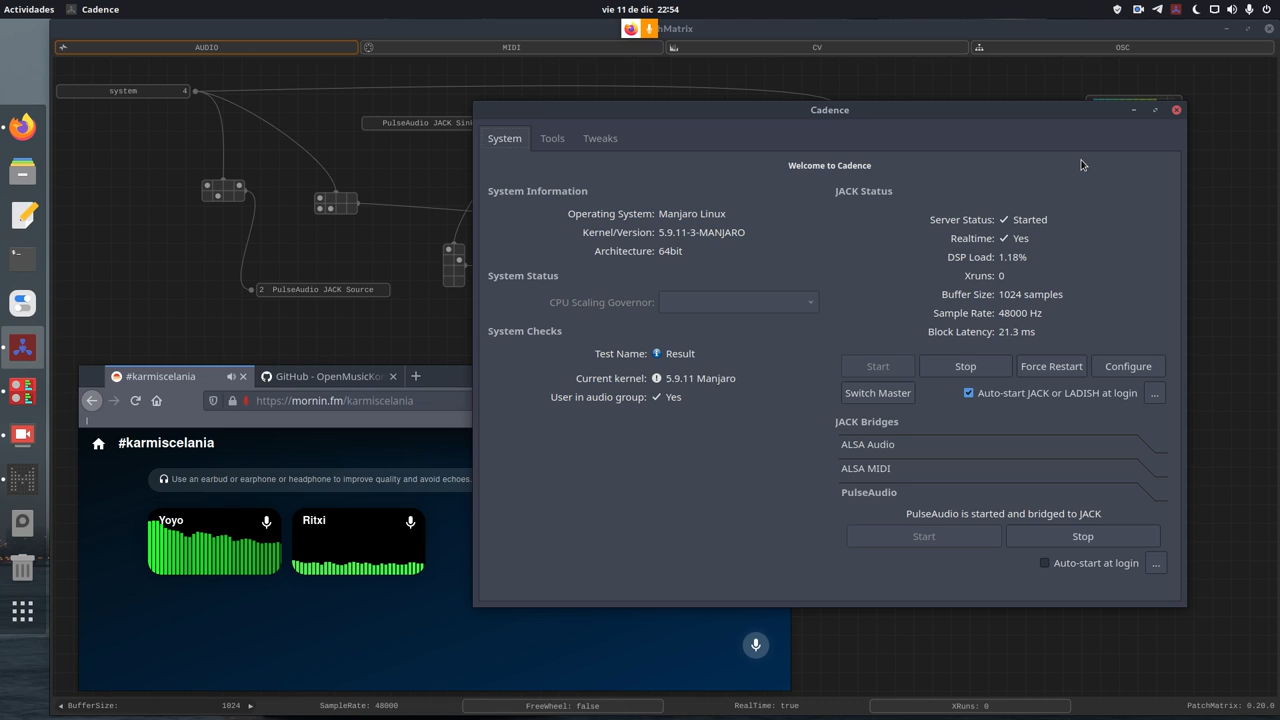 Actividades
Cadence
vie 11 de dic 22:54
AUDIO
MIDI
CV
OSC
system 4
PulseAudio JACK Sin
2 PulseAudio JACK Source
Cadence
System
Tools
Tweaks
Welcome to Cadence
System Information
Operating System: Manjaro Linux
Kernel/Version: 5.9.11-3-MANJARO
Architecture: 64bit
System Status
CPU Scaling Governor:
System Checks
Test Name: Result
Current kernel: 5.9.11 Manjaro
User in audio group: Yes
JACK Status
Server Status: Started
Realtime: Yes
DSP Load: 1.18%
Xruns: 0
Buffer Size: 1024 samples
Sample Rate: 48000 Hz
Block Latency: 21.3 ms
Start
Stop
Force Restart
Configure
Switch Master
Auto-start JACK or LADISH at login
...
JACK Bridges
ALSA Audio
ALSA MIDI
PulseAudio
PulseAudio is started and bridged to JACK
Start
Stop
Auto-start at login
...
#karmiscelania
GitHub - OpenMusicKo
https://mornin.fm/karmiscelania
#karmiscelania
Use an earbud or earphone or headphone to improve quality and avoid echoes.
Yoyo
Ritxi
BufferSize: 1024
SampleRate: 48000
FreeWheel: false
RealTime: true
XRuns: 0
PatchMatrix: 0.20.0